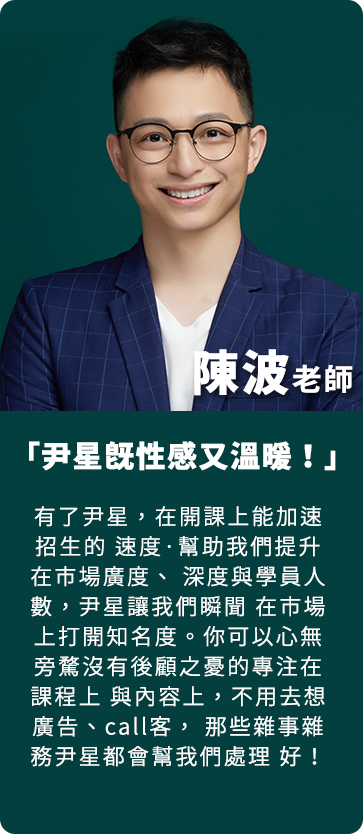 陳波老師
「尹星既性感又溫暖！」
有了尹星，在開課上能加速
招生的 速度·幫助我們提升
在市場廣度、 深度與學員人
數，尹星讓我們瞬間 在市場
上打開知名度。你可以心無
旁騖沒有後顧之憂的專注在
課程上 與內容上，不用去想
廣告、call客， 那些雜事雜
務尹星都會幫我們處理 好！